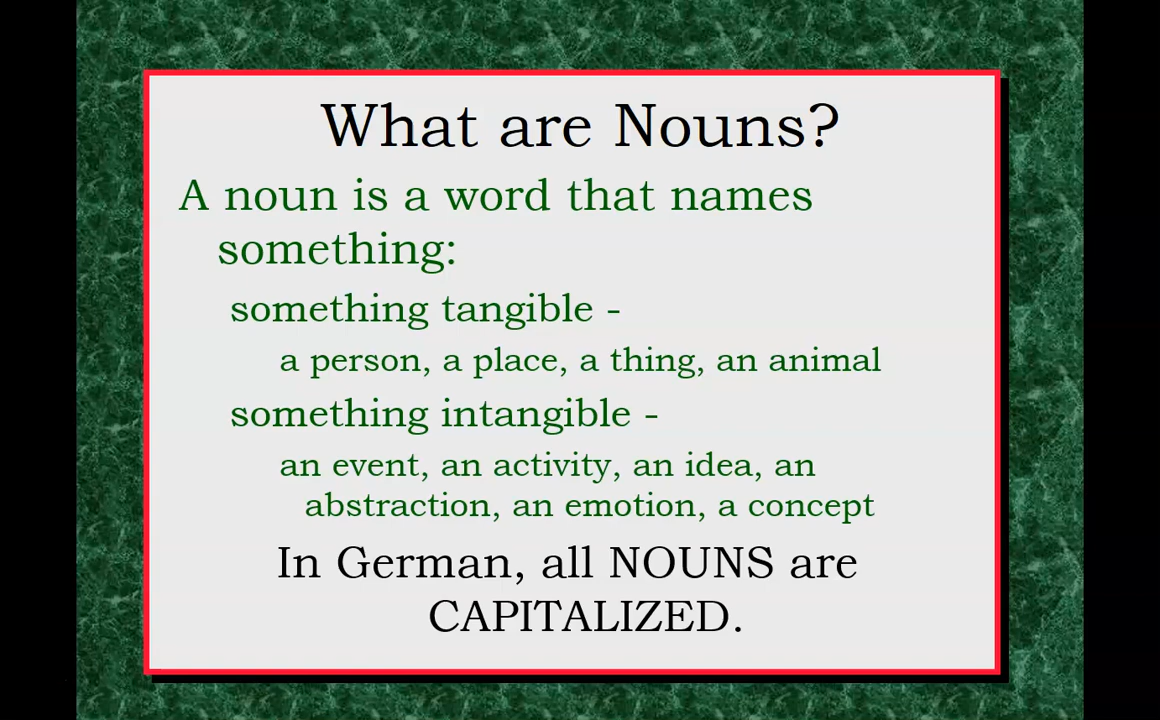 What are Nouns?
A noun is a word that names
something:
something tangible -
a person, a place, a thing, an animal
something intangible -
an event, an activity, an idea, an
abstraction, an emotion, a concept
In German, all NOUNS are
CAPITALIZED.